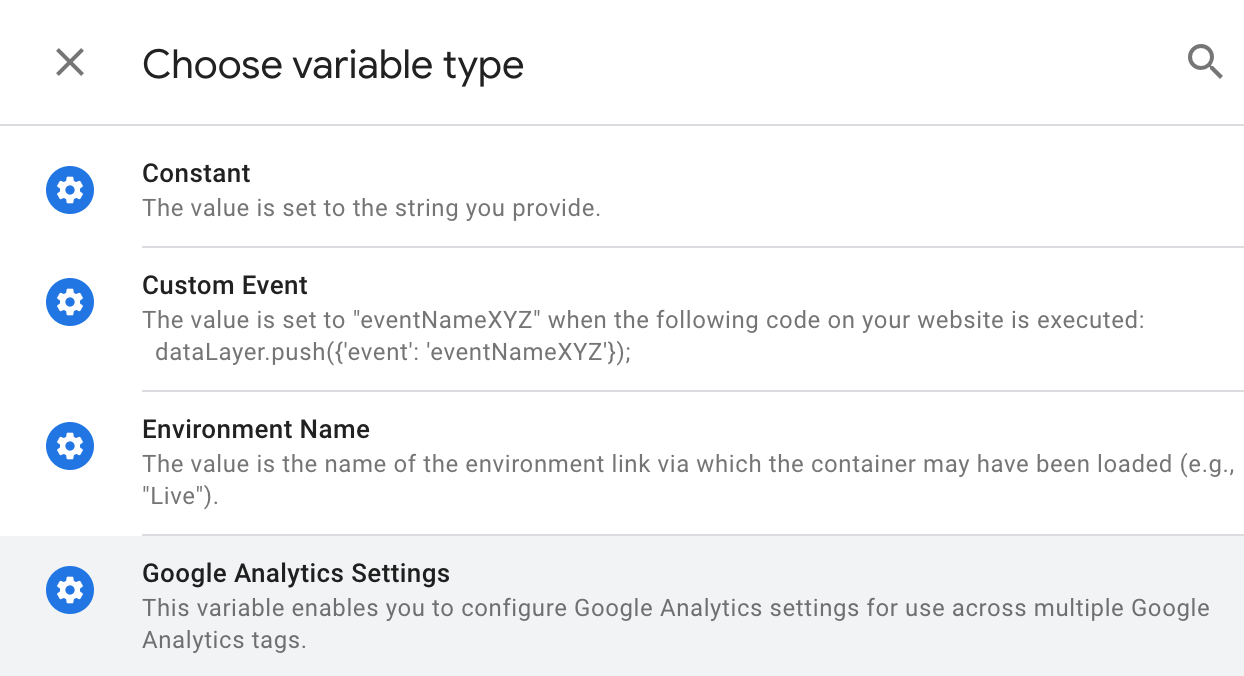 Choose variable type
Constant
The value is set to the string you provide.
Custom Event
The value is set to "eventNameXYZ" when the following code on your website is executed:
dataLayer.push({'event': 'eventNameXYZ'});
Environment Name
The value is the name of the environment link via which the container may have been loaded (e.g.,
"Live").
Google Analytics Settings
This variable enables you to configure Google Analytics settings for use across multiple Google
Analytics tags.